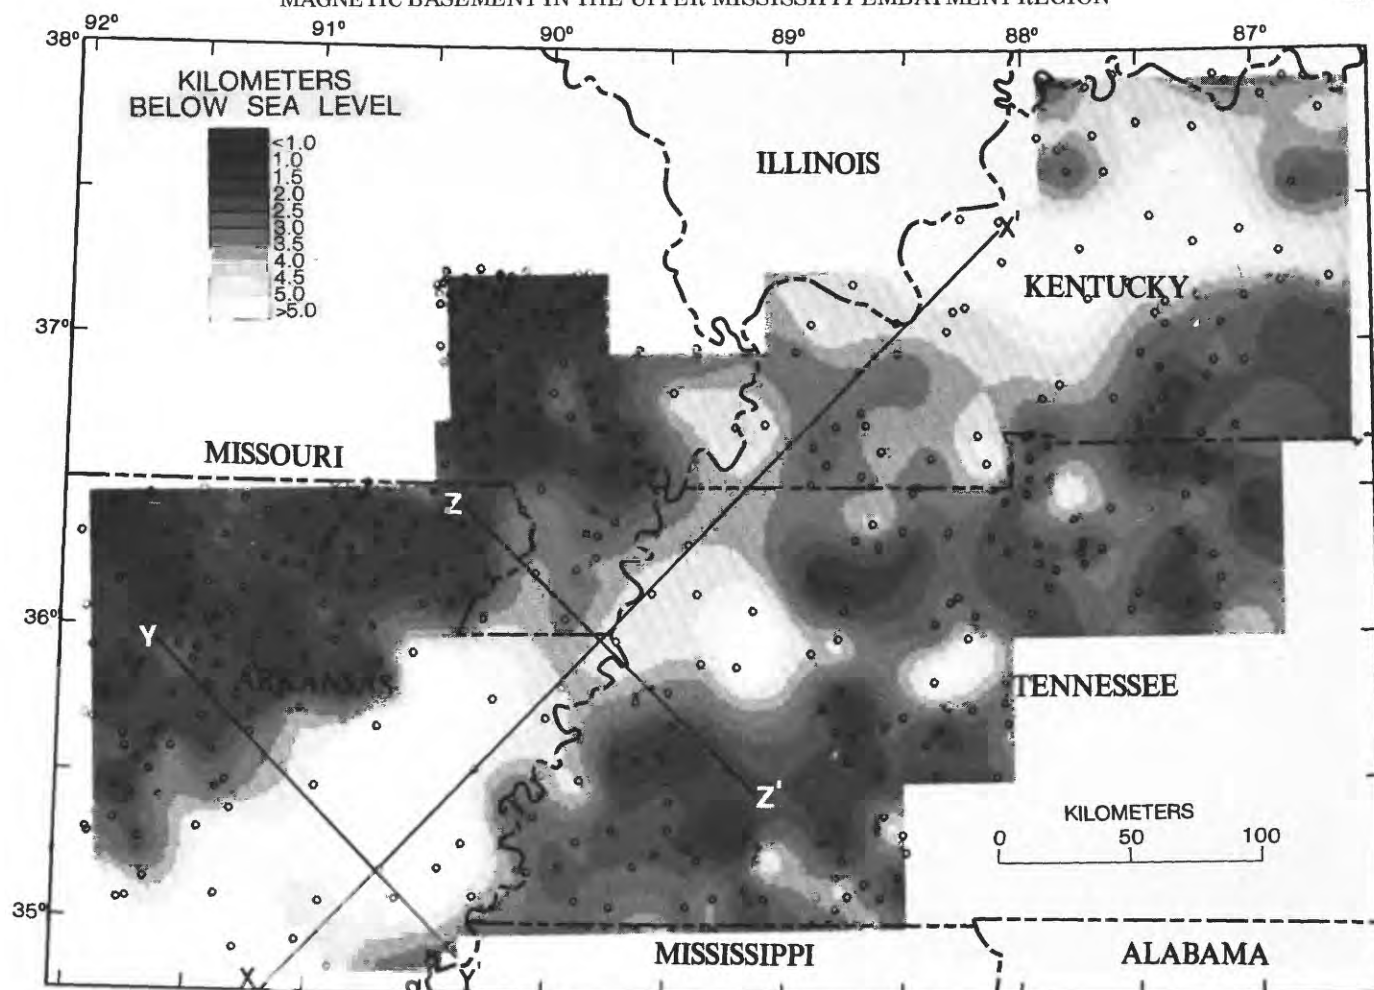 MAGNETIC BASEMENT IN THE UPPER MISSISSIPPI EMBAYMENT REGION
92° 91° 90° 89° 88° 87°
38°
KILOMETERS
BELOW SEA LEVEL
<1.0
1.0
1.5
2.0
2.5
3.0
3.5
4.0
4.5
5.0
>5.0
ILLINOIS
X'
KENTUCKY
37°
MISSOURI
Z
36°
Y
ARKANSAS
TENNESSEE
Z'
KILOMETERS
0 50 100
35°
MISSISSIPPI
ALABAMA
X
Y'